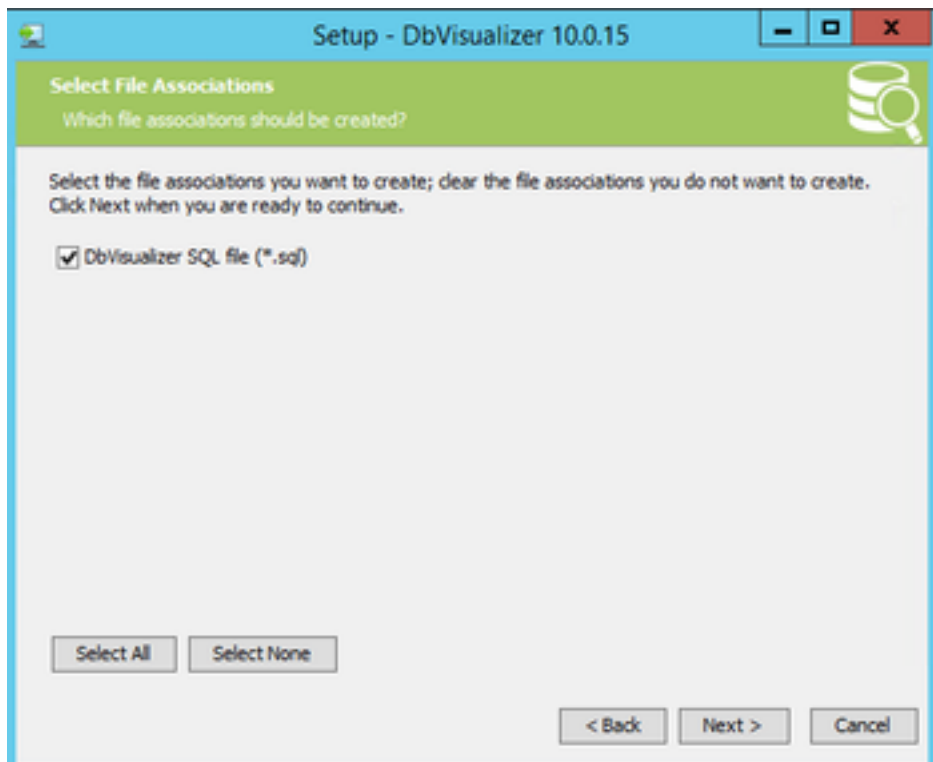 Setup - DbVisualizer 10.0.15
Select File Associations
Which file associations should be created?
Select the file associations you want to create; clear the file associations you do not want to create.
Click Next when you are ready to continue.
DbVisualizer SQL file (*.sql)
Select All
Select None
< Back
Next >
Cancel